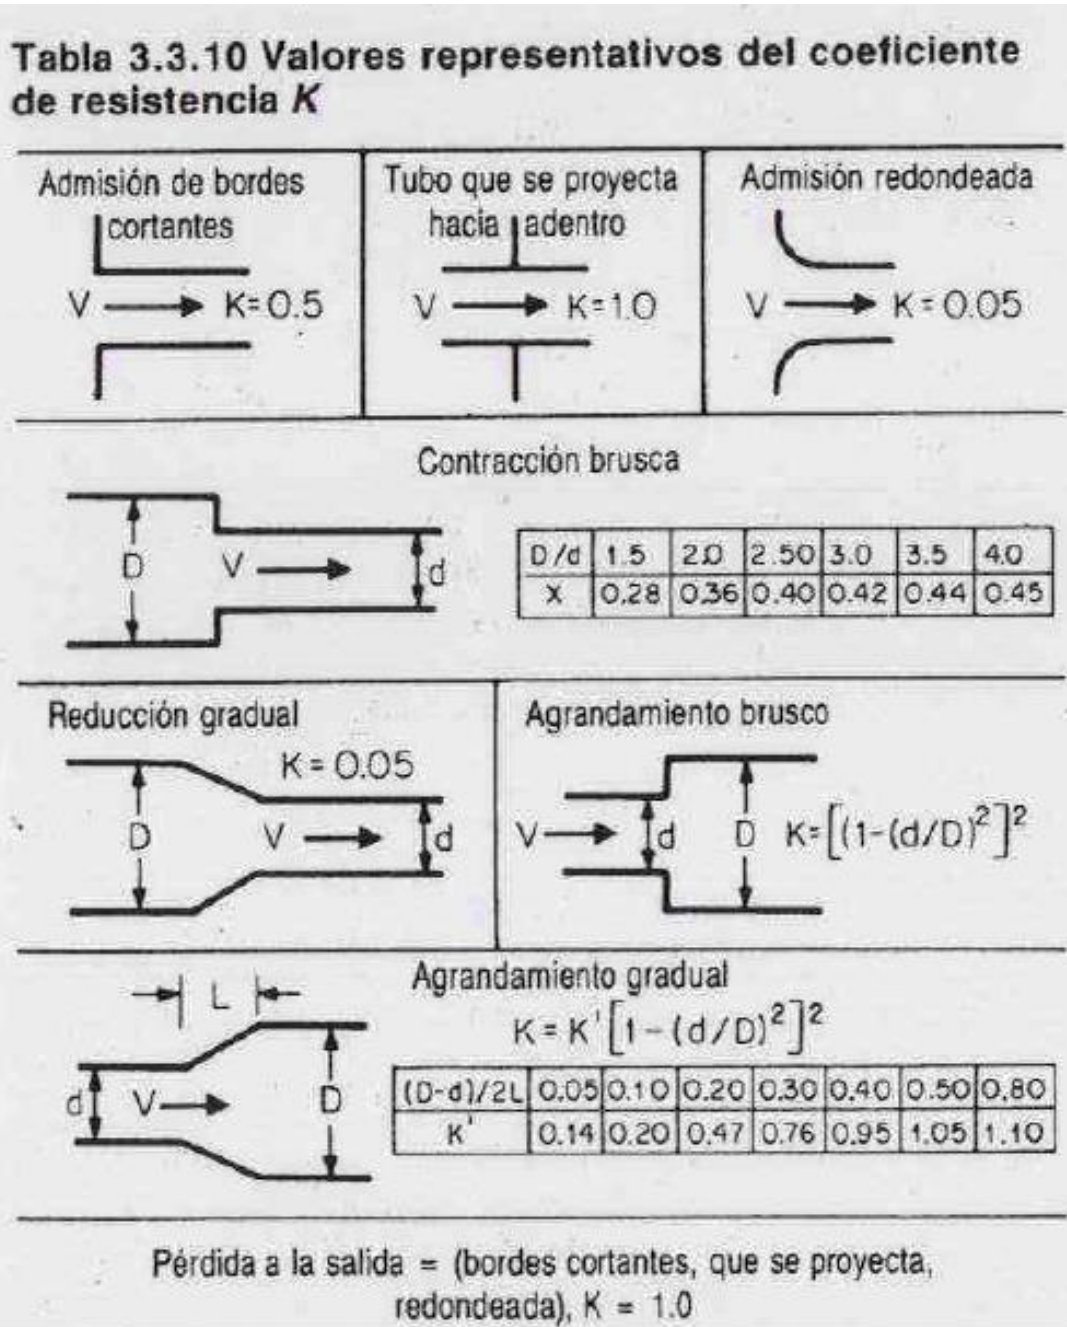 Tabla 3.3.10 Valores representativos del coeficiente
de resistencia K
Admisión de bordes
cortantes
V K=0.5
Tubo que se proyecta
hacia adentro
V K=1.0
Admisión redondeada
V K=0.05
Contracción brusca
D V d
D/d 1.5 2.0 2.50 3.0 3.5 4.0
X 0.28 0.36 0.40 0.42 0.44 0.45
Reducción gradual
K=0.05
D V d
Agrandamiento brusco
V d D K=[(1-(d/D)²]²
Agrandamiento gradual
L
K=K'[1-(d/D)²]²
d V D
(D-d)/2L 0.05 0.10 0.20 0.30 0.40 0.50 0.80
K' 0.14 0.20 0.47 0.76 0.95 1.05 1.10
Pérdida a la salida = (bordes cortantes, que se proyecta,
redondeada), K = 1.0